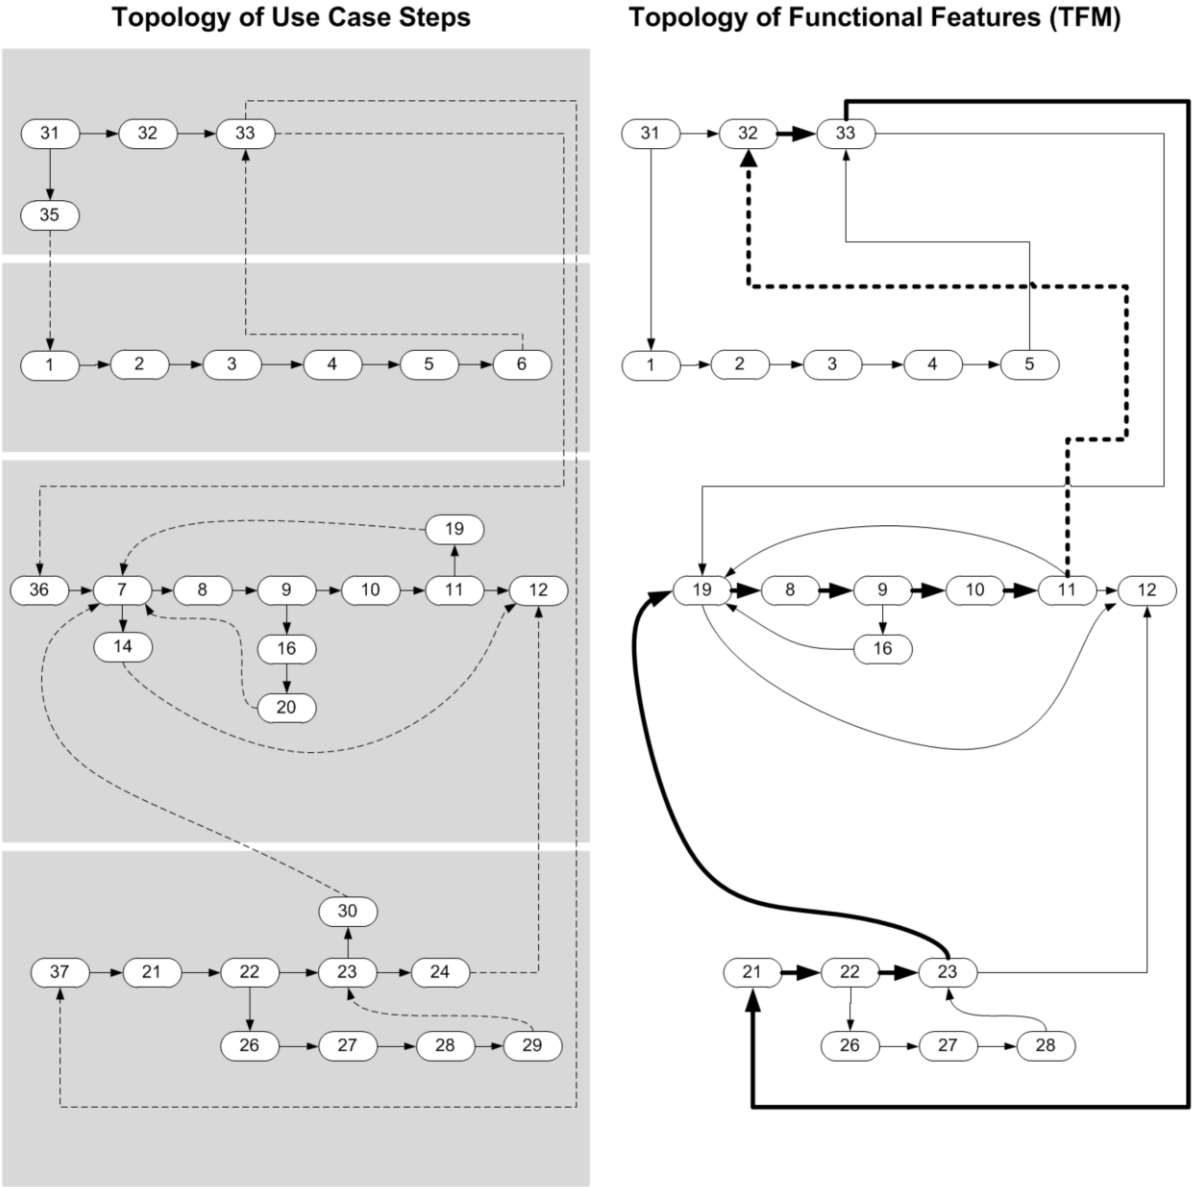 Topology of Use Case Steps
Topology of Functional Features (TFM)
31 32 33
35
1 2 3 4 5 6
19
36 7 8 9 10 11 12
14 16
20
30
37 21 22 23 24
26 27 28 29
31 32 33
1 2 3 4 5
19 8 9 10 11 12
16
21 22 23
26 27 28